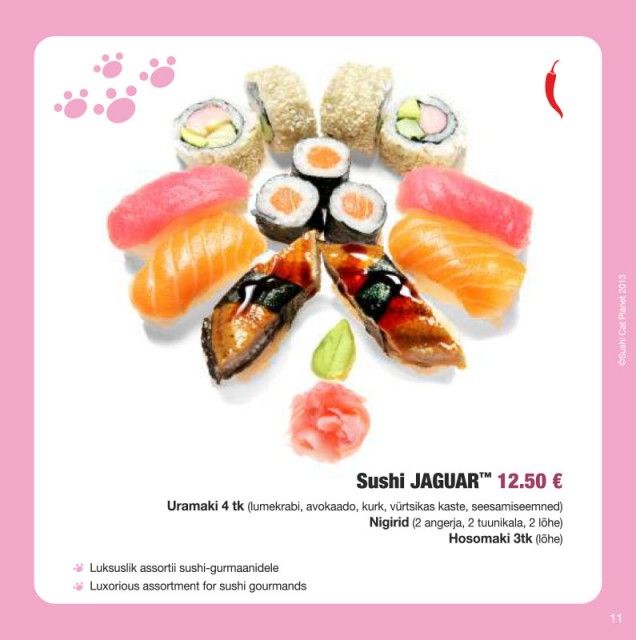 ©Sushi Cat Planet 2013
Sushi JAGUAR™ 12.50 €
Uramaki 4 tk (lumekrabi, avokaado, kurk, vürtsikas kaste, seesamiseemned)
Nigirid (2 angerja, 2 tuunikala, 2 lõhe)
Hosomaki 3tk (lõhe)
Luksuslik assortii sushi-gurmaanidele
Luxorious assortment for sushi gourmands
11